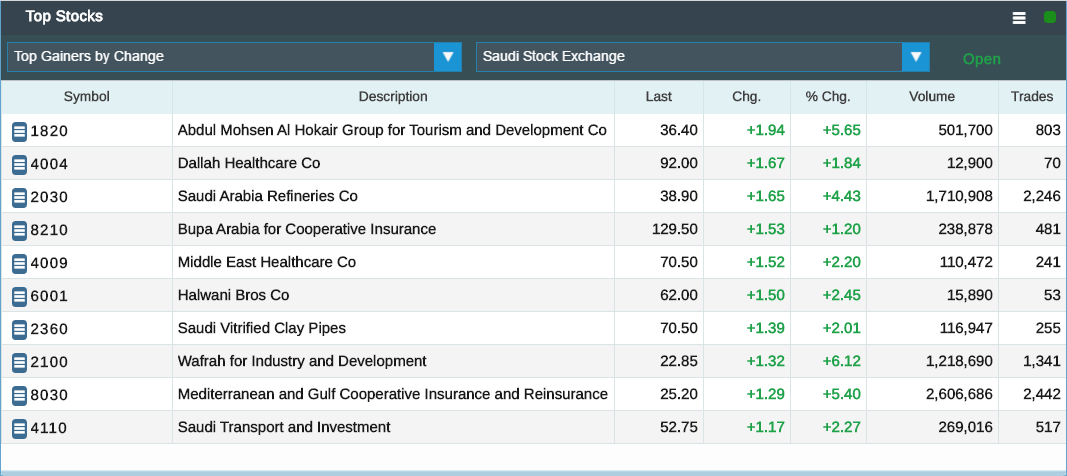 Top Stocks
Top Gainers by Change Saudi Stock Exchange Open
Symbol Description Last Chg. % Chg. Volume Trades
1820 Abdul Mohsen Al Hokair Group for Tourism and Development Co 36.40 +1.94 +5.65 501,700 803
4004 Dallah Healthcare Co 92.00 +1.67 +1.84 12,900 70
2030 Saudi Arabia Refineries Co 38.90 +1.65 +4.43 1,710,908 2,246
8210 Bupa Arabia for Cooperative Insurance 129.50 +1.53 +1.20 238,878 481
4009 Middle East Healthcare Co 70.50 +1.52 +2.20 110,472 241
6001 Halwani Bros Co 62.00 +1.50 +2.45 15,890 53
2360 Saudi Vitrified Clay Pipes 70.50 +1.39 +2.01 116,947 255
2100 Wafrah for Industry and Development 22.85 +1.32 +6.12 1,218,690 1,341
8030 Mediterranean and Gulf Cooperative Insurance and Reinsurance 25.20 +1.29 +5.40 2,606,686 2,442
4110 Saudi Transport and Investment 52.75 +1.17 +2.27 269,016 517